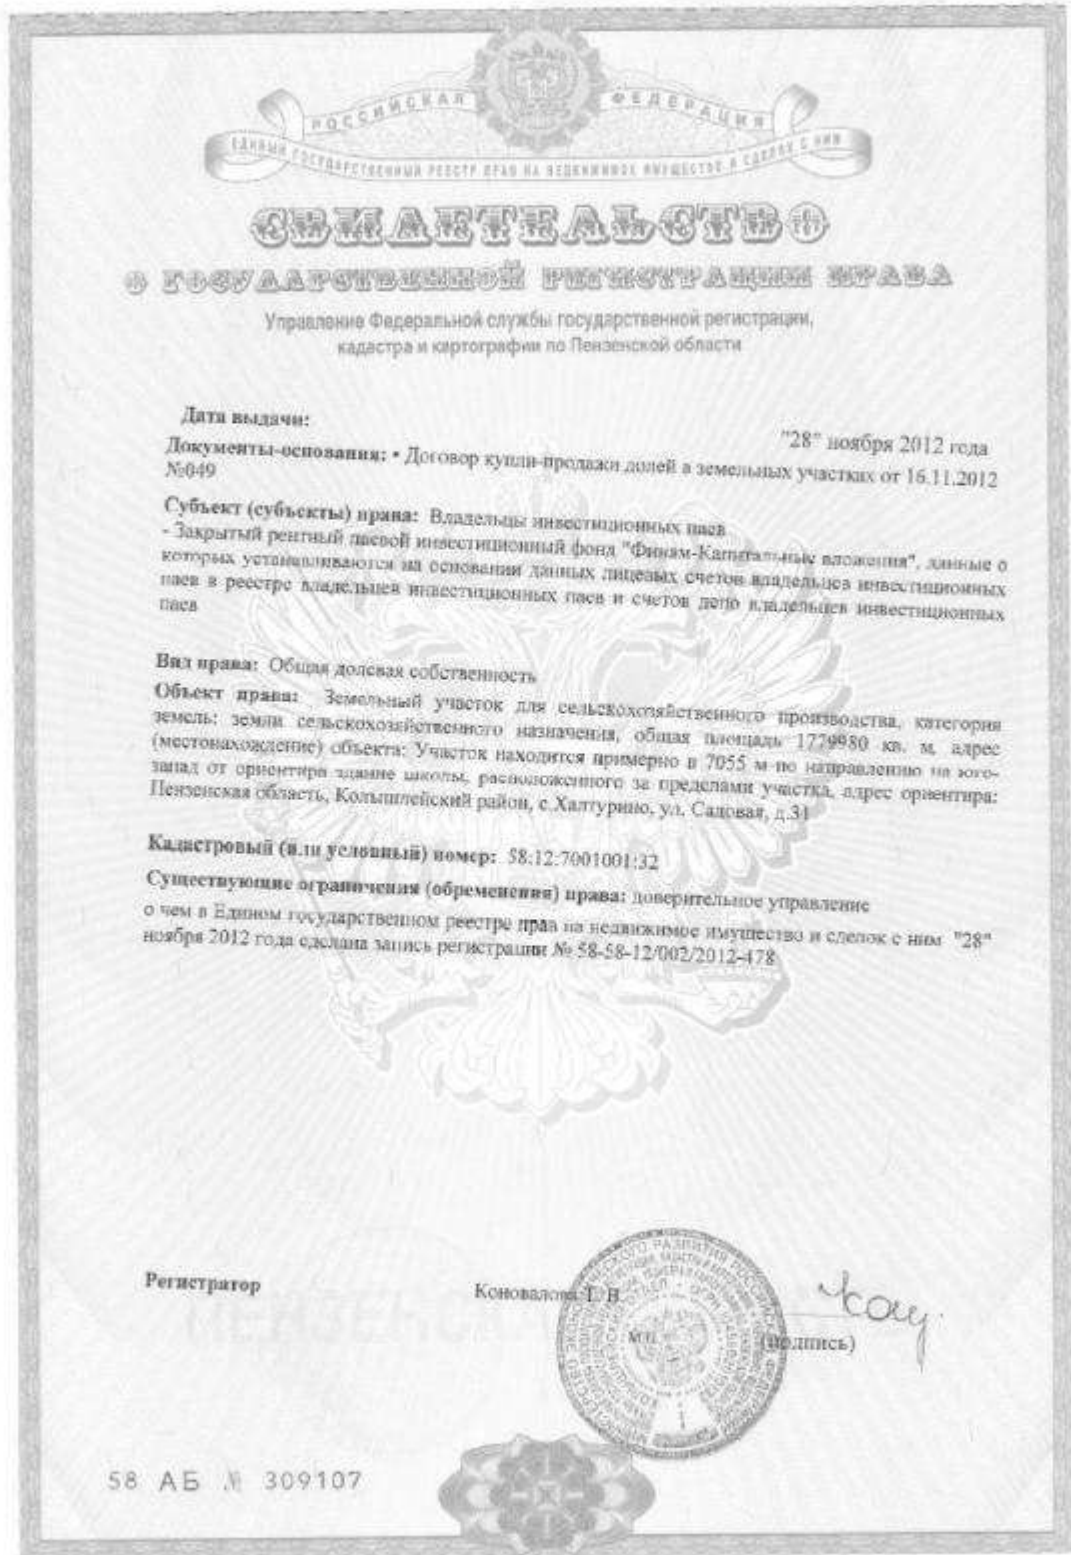 РОССИЙСКАЯ ФЕДЕРАЦИЯ
ЕДИНЫЙ ГОСУДАРСТВЕННЫЙ РЕЕСТР ПРАВ НА НЕДВИЖИМОЕ ИМУЩЕСТВО И СДЕЛОК С НИМ
СВИДЕТЕЛЬСТВО
О ГОСУДАРСТВЕННОЙ РЕГИСТРАЦИИ ПРАВА
Управление Федеральной службы государственной регистрации,
кадастра и картографии по Пензенской области
Дата выдачи:
"28" ноября 2012 года
Документы-основания: • Договор купли-продажи долей в земельных участках от 16.11.2012
№049
Субъект (субъекты) права: Владельцы инвестиционных паев
- Закрытый рентный паевой инвестиционный фонд "Финам-Капитальные вложения", данные о
которых устанавливаются на основании данных лицевых счетов владельцев инвестиционных
паев в реестре владельцев инвестиционных паев и счетов депо владельцев инвестиционных
паев
Вид права: Общая долевая собственность
Объект права: Земельный участок для сельскохозяйственного производства, категория
земель: земли сельскохозяйственного назначения, общая площадь 1779980 кв. м, адрес
(местонахождение) объекта: Участок находится примерно в 7055 м по направлению на юго-
запад от ориентира здание школы, расположенного за пределами участка, адрес ориентира:
Пензенская область, Колышлейский район, с.Халтурино, ул. Садовая, д.31
Кадастровый (или условный) номер: 58:12:7001001:32
Существующие ограничения (обременения) права: доверительное управление
о чем в Едином государственном реестре прав на недвижимое имущество и сделок с ним "28"
ноября 2012 года сделана запись регистрации № 58-58-12/002/2012-478
Регистратор
Коновалова Т. В.
М.П.
(подпись)
58 АБ № 309107